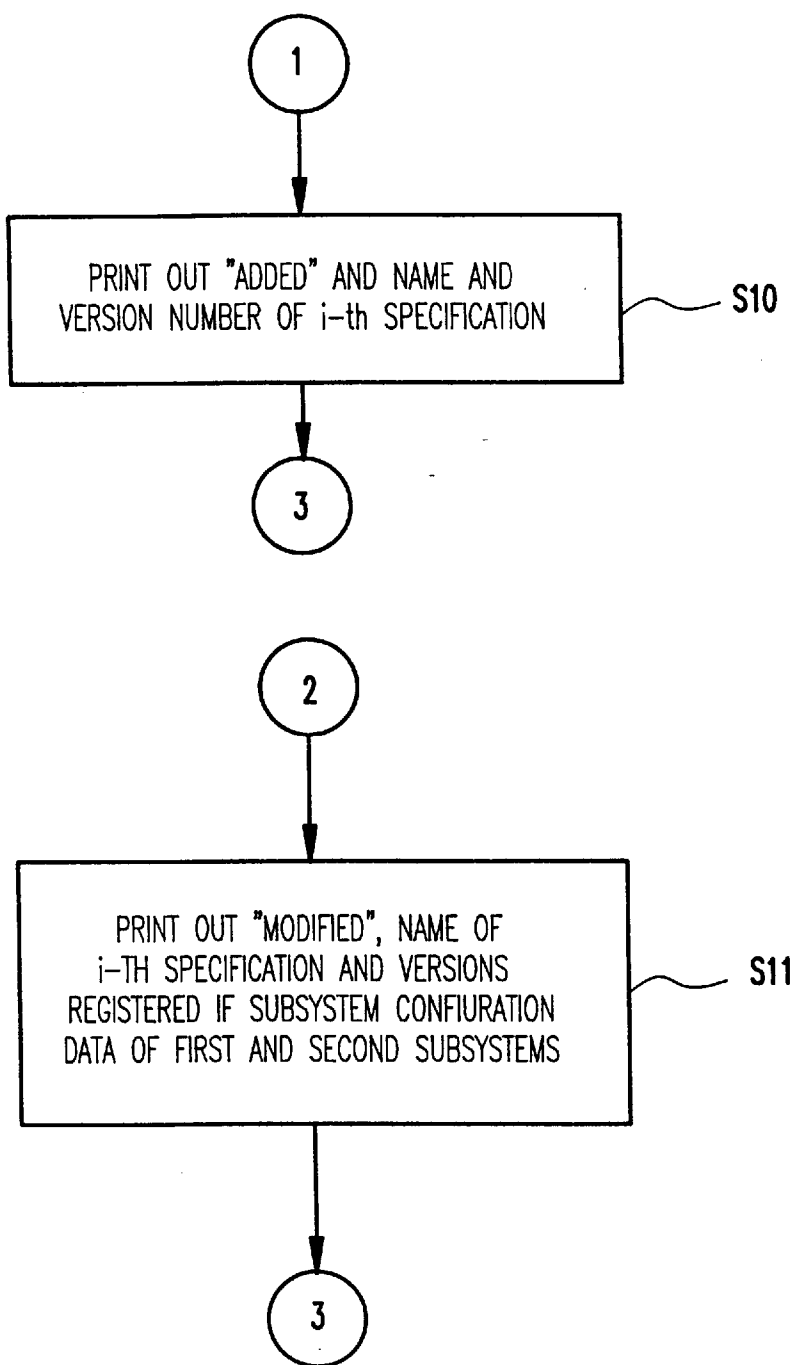 1
PRINT OUT "ADDED" AND NAME AND
VERSION NUMBER OF i-th SPECIFICATION
S10
3
2
PRINT OUT "MODIFIED", NAME OF
i-TH SPECIFICATION AND VERSIONS
REGISTERED IF SUBSYSTEM CONFIURATION
DATA OF FIRST AND SECOND SUBSYSTEMS
S11
3